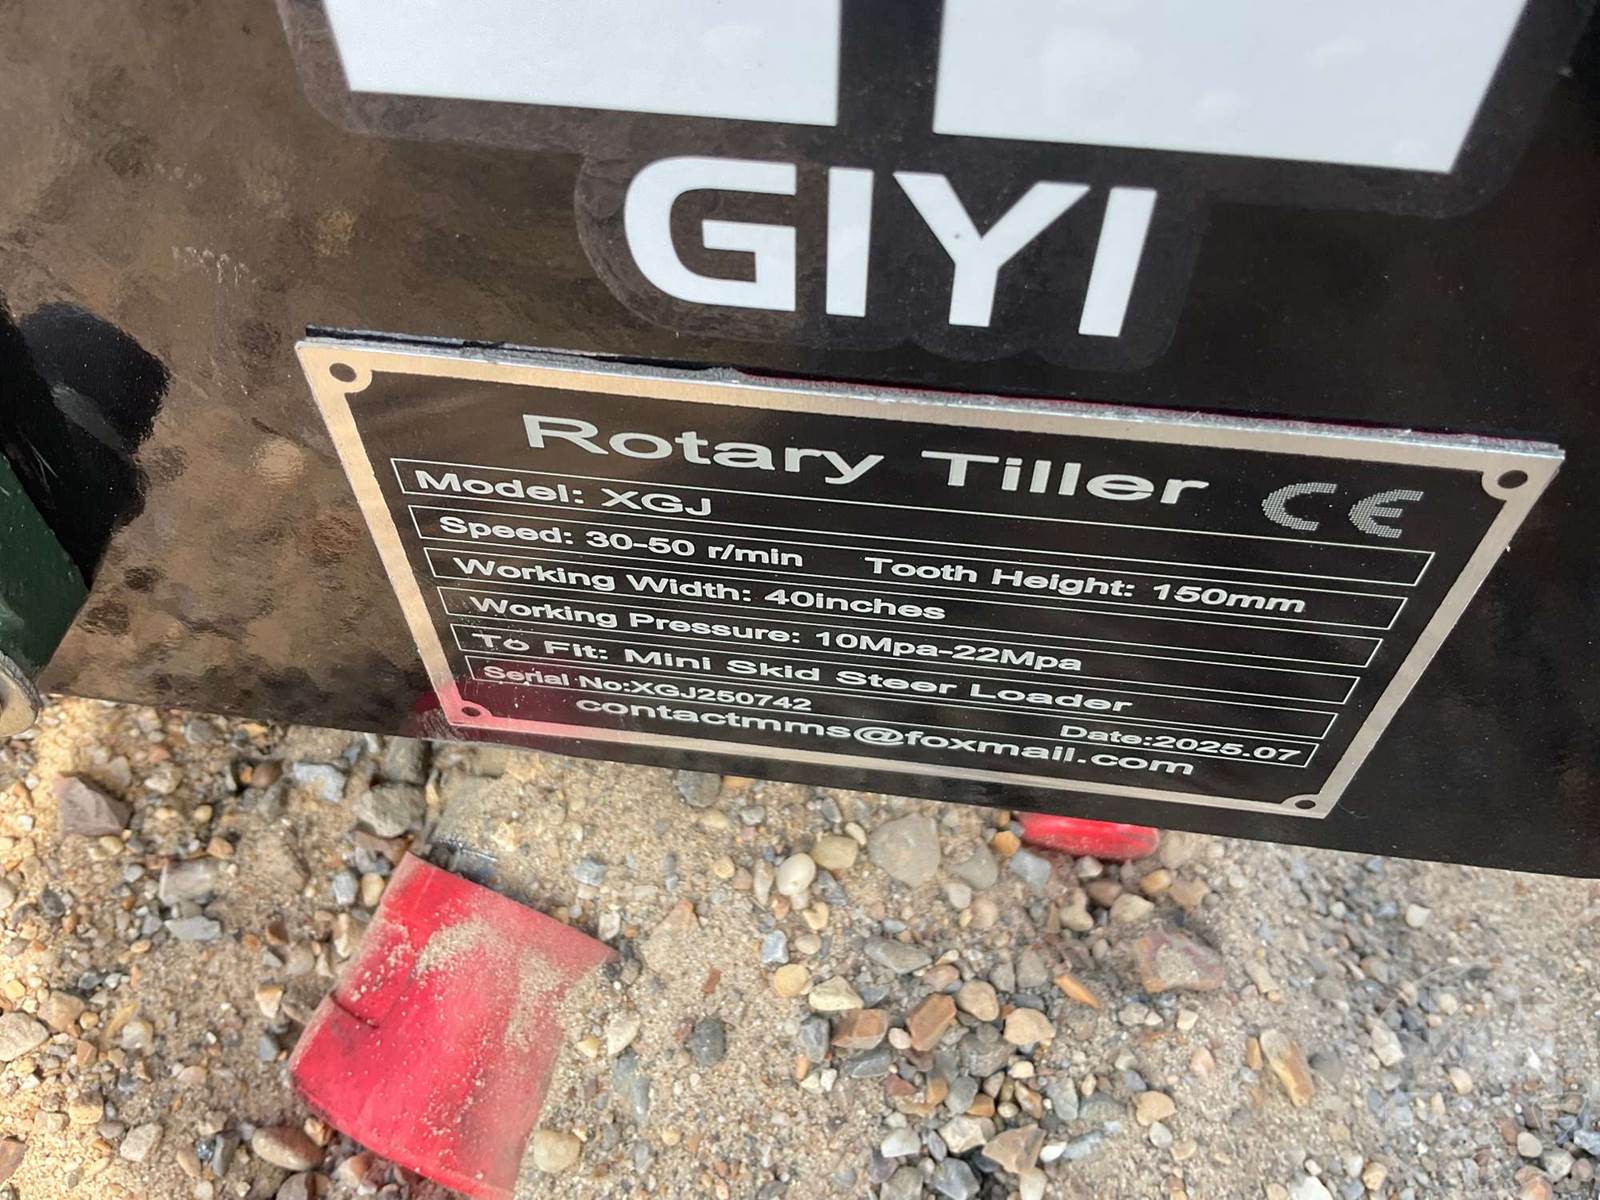 GIYI
Rotary Tiller CE
Model: XGJ
Speed: 30-50 r/min Tooth Height: 150mm
Working Width: 40inches
Working Pressure: 10Mpa-22Mpa
To Fit: Mini Skid Steer Loader
Serial No:XGJ250742 Date:2025.07
contactmms@foxmail.com